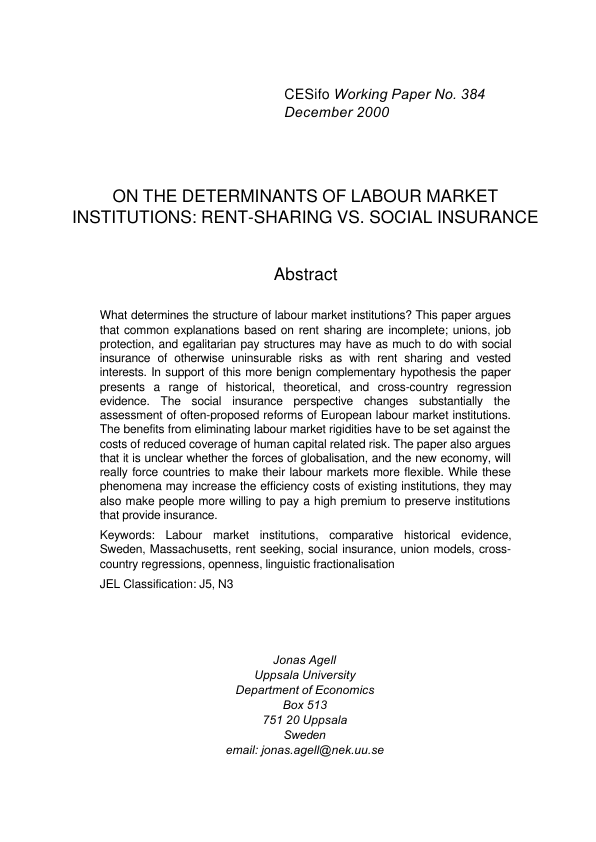 CESifo Working Paper No. 384
December 2000
ON THE DETERMINANTS OF LABOUR MARKET
INSTITUTIONS: RENT-SHARING VS. SOCIAL INSURANCE
Abstract
What determines the structure of labour market institutions? This paper argues
that common explanations based on rent sharing are incomplete; unions, job
protection, and egalitarian pay structures may have as much to do with social
insurance of otherwise uninsurable risks as with rent sharing and vested
interests. In support of this more benign complementary hypothesis the paper
presents a range of historical, theoretical, and cross-country regression
evidence. The social insurance perspective changes substantially the
assessment of often-proposed reforms of European labour market institutions.
The benefits from eliminating labour market rigidities have to be set against the
costs of reduced coverage of human capital related risk. The paper also argues
that it is unclear whether the forces of globalisation, and the new economy, will
really force countries to make their labour markets more flexible. While these
phenomena may increase the efficiency costs of existing institutions, they may
also make people more willing to pay a high premium to preserve institutions
that provide insurance.
Keywords: Labour market institutions, comparative historical evidence,
Sweden, Massachusetts, rent seeking, social insurance, union models, cross-
country regressions, openness, linguistic fractionalisation
JEL Classification: J5, N3
Jonas Agell
Uppsala University
Department of Economics
Box 513
751 20 Uppsala
Sweden
email: jonas.agell@nek.uu.se